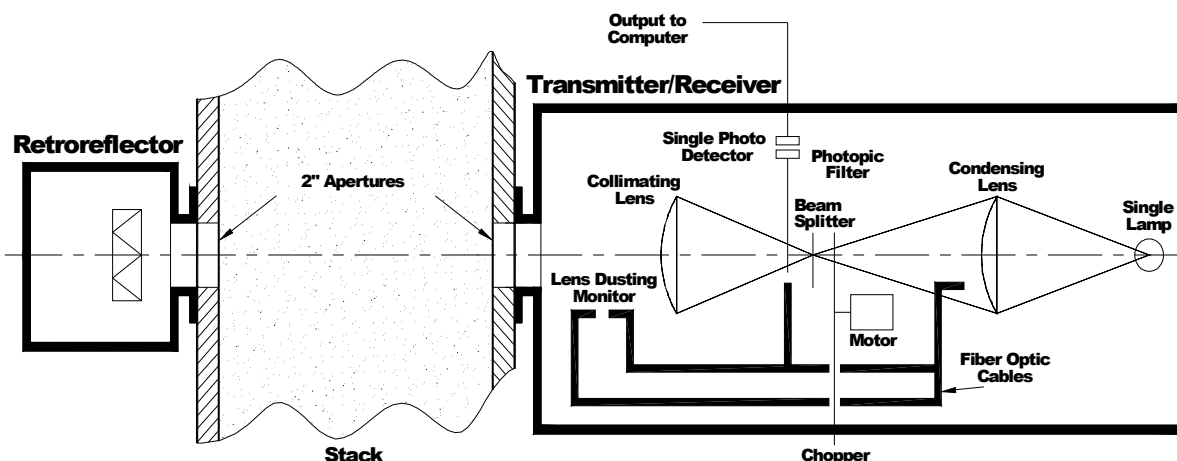 Output to
Computer
Transmitter/Receiver
Retroreflector
Single Photo
Detector
Photopic
Filter
2" Apertures
Collimating
Lens
Condensing
Lens
Beam
Splitter
Single
Lamp
Lens Dusting
Monitor
Motor
Fiber Optic
Cables
Stack
Chopper